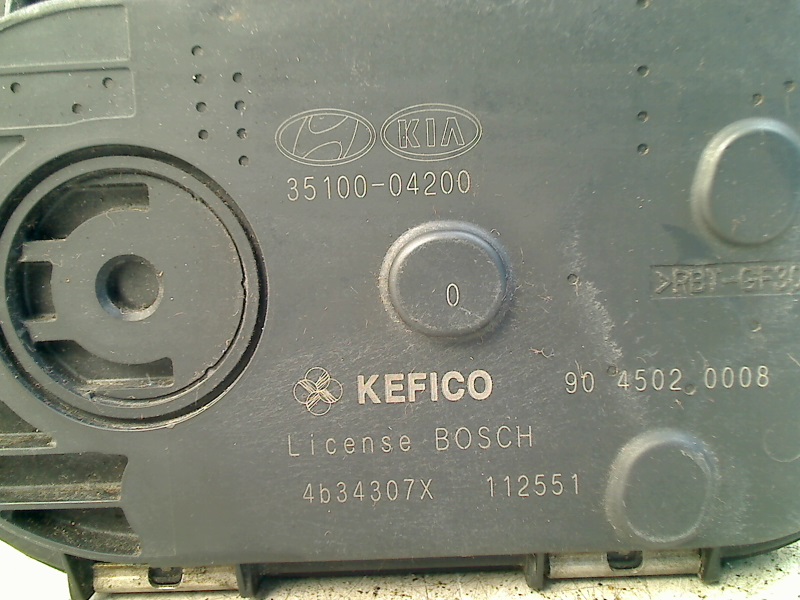 KIA
35100-04200
0
KEFICO
90 4502 0008
License BOSCH
4b34307X 112551